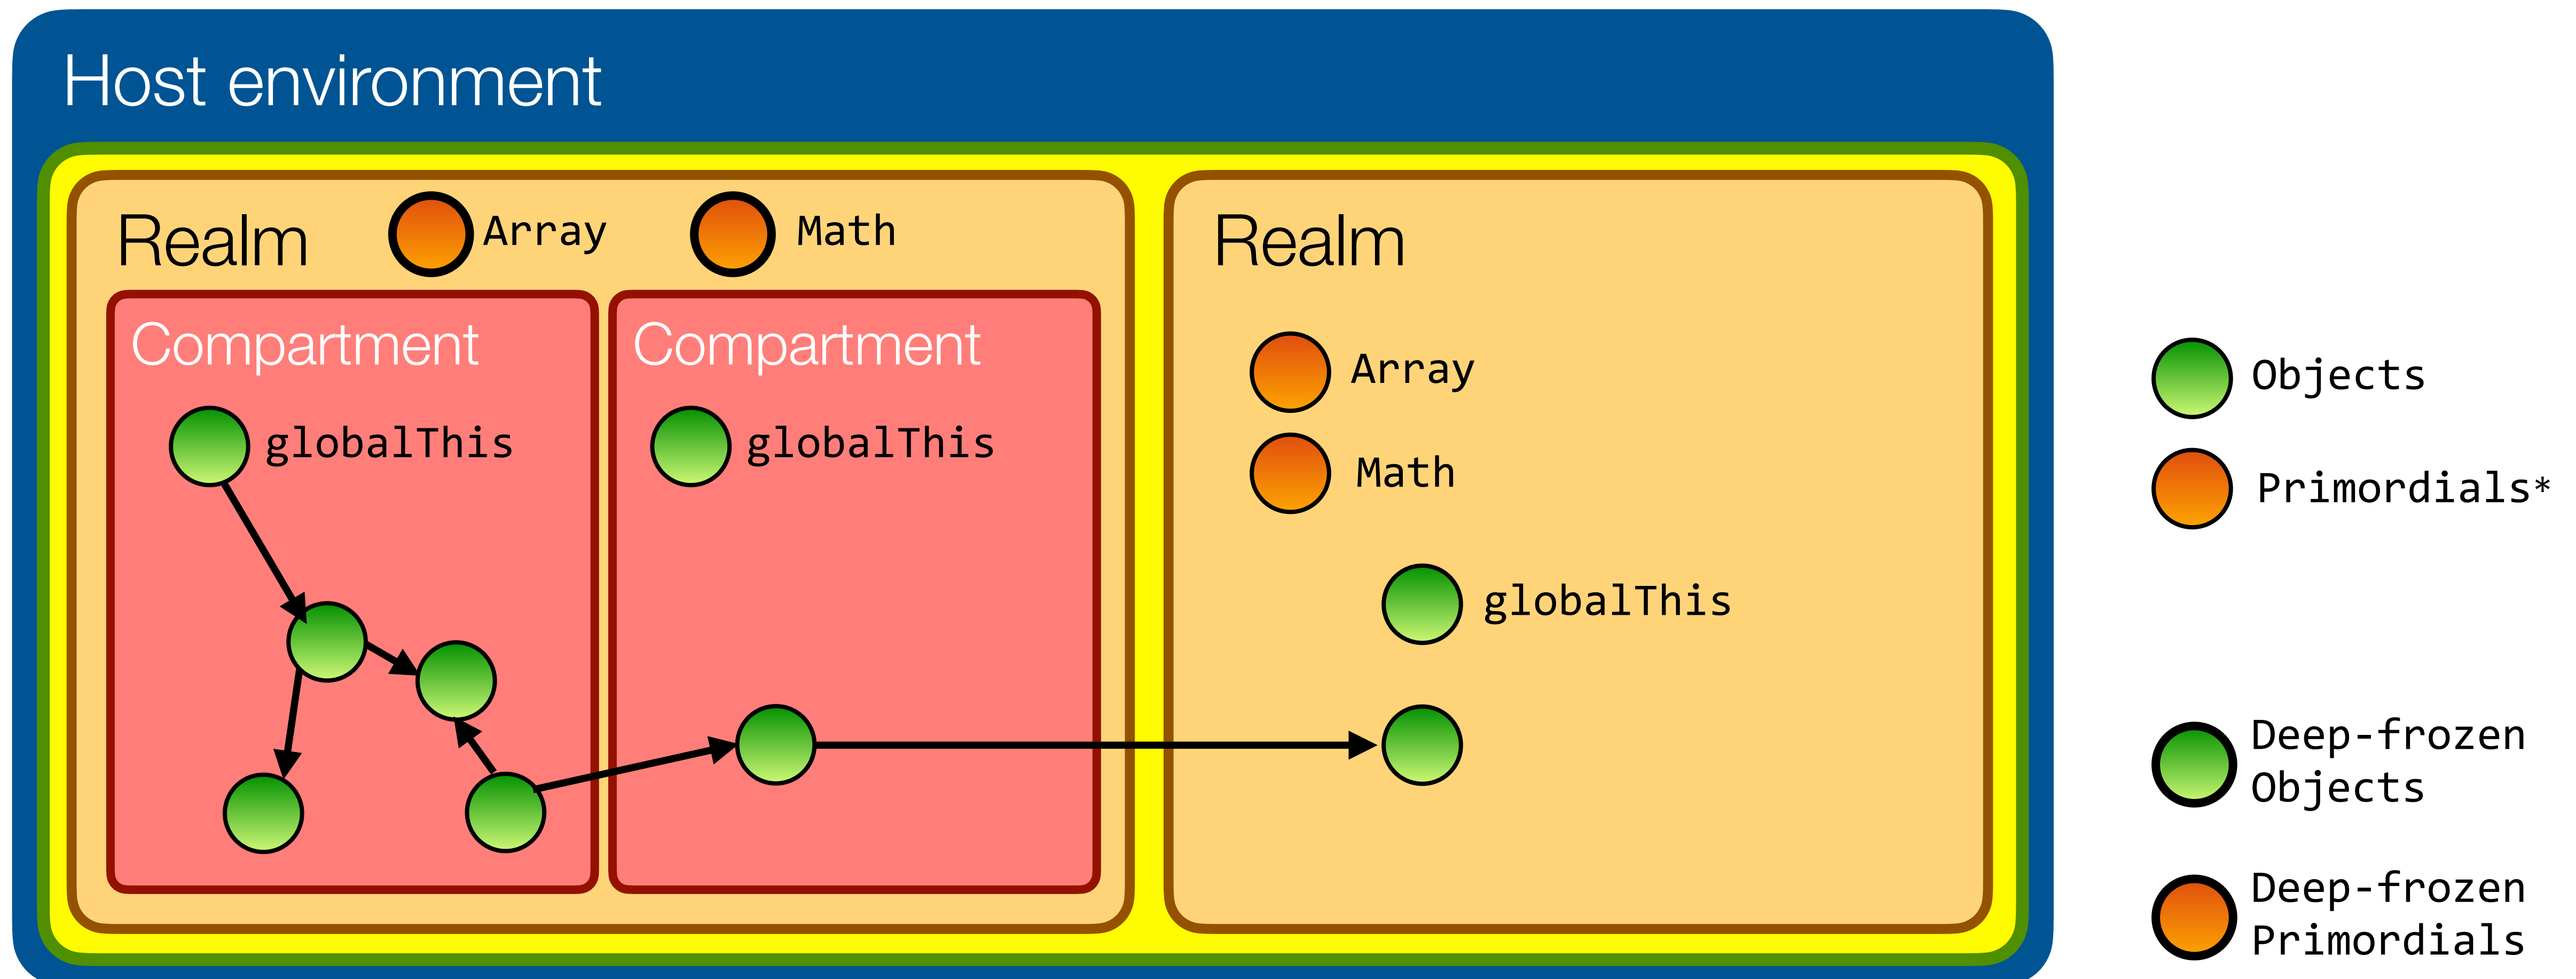 Host environment
Realm
Array
Math
Compartment
globalThis
Compartment
globalThis
Realm
Array
Math
globalThis
Objects
Primordials*
Deep-frozen
Objects
Deep-frozen
Primordials